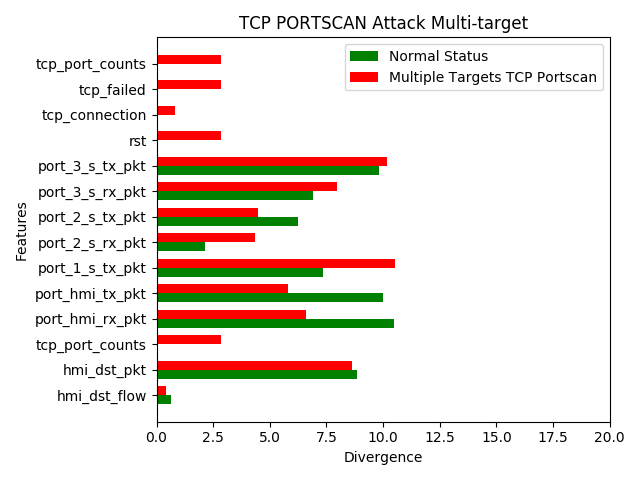 TCP PORTSCAN Attack Multi-target
Normal Status
Multiple Targets TCP Portscan
Features
tcp_port_counts
tcp_failed
tcp_connection
rst
port_3_s_tx_pkt
port_3_s_rx_pkt
port_2_s_tx_pkt
port_2_s_rx_pkt
port_1_s_tx_pkt
port_hmi_tx_pkt
port_hmi_rx_pkt
tcp_port_counts
hmi_dst_pkt
hmi_dst_flow
0.0 2.5 5.0 7.5 10.0 12.5 15.0 17.5 20.0
Divergence